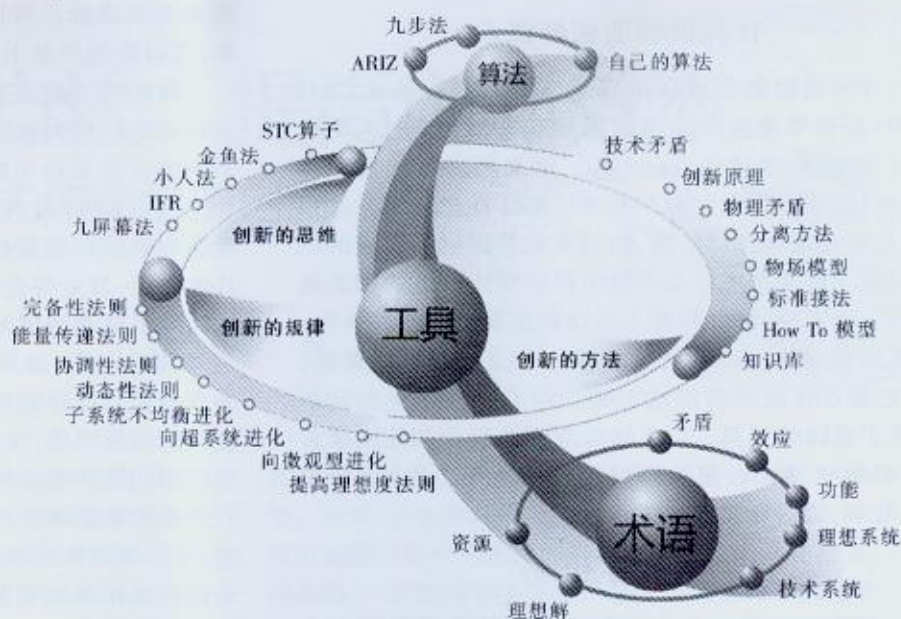 九步法
ARIZ
算法
自己的算法
STC算子
金鱼法
小人法
IFR
九屏幕法
创新的思维
技术矛盾
创新原理
物理矛盾
分离方法
物场模型
标准接法
How To 模型
知识库
创新的方法
工具
创新的规律
完备性法则
能量传递法则
协调性法则
动态性法则
子系统不均衡进化
向超系统进化
向微观型进化
提高理想度法则
矛盾
效应
功能
理想系统
技术系统
理想解
资源
术语